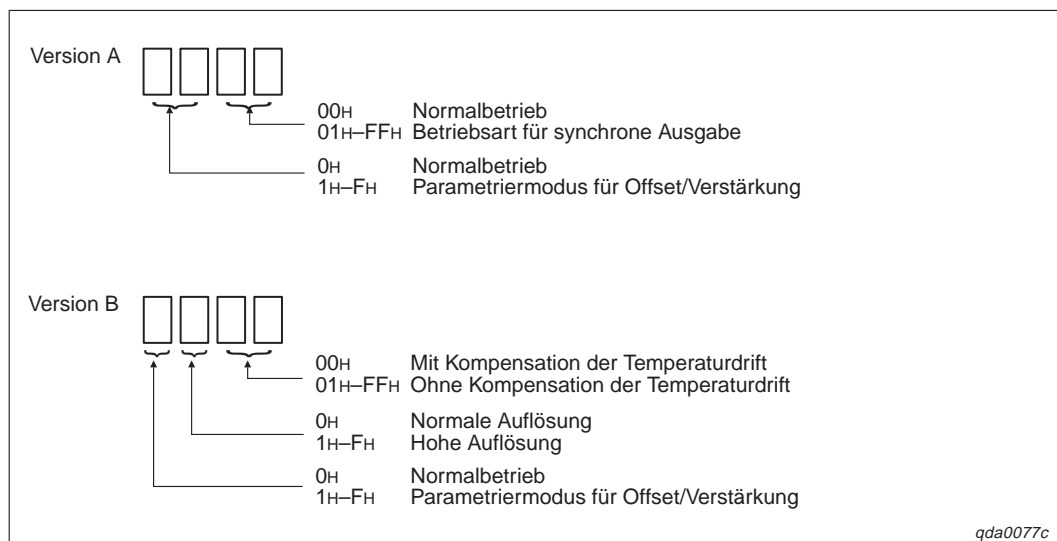 Version A
00H Normalbetrieb
01H–FFH Betriebsart für synchrone Ausgabe
0H Normalbetrieb
1H–FH Parametriermodus für Offset/Verstärkung
Version B
00H Mit Kompensation der Temperaturdrift
01H–FFH Ohne Kompensation der Temperaturdrift
0H Normale Auflösung
1H–FH Hohe Auflösung
0H Normalbetrieb
1H–FH Parametriermodus für Offset/Verstärkung
qda0077c